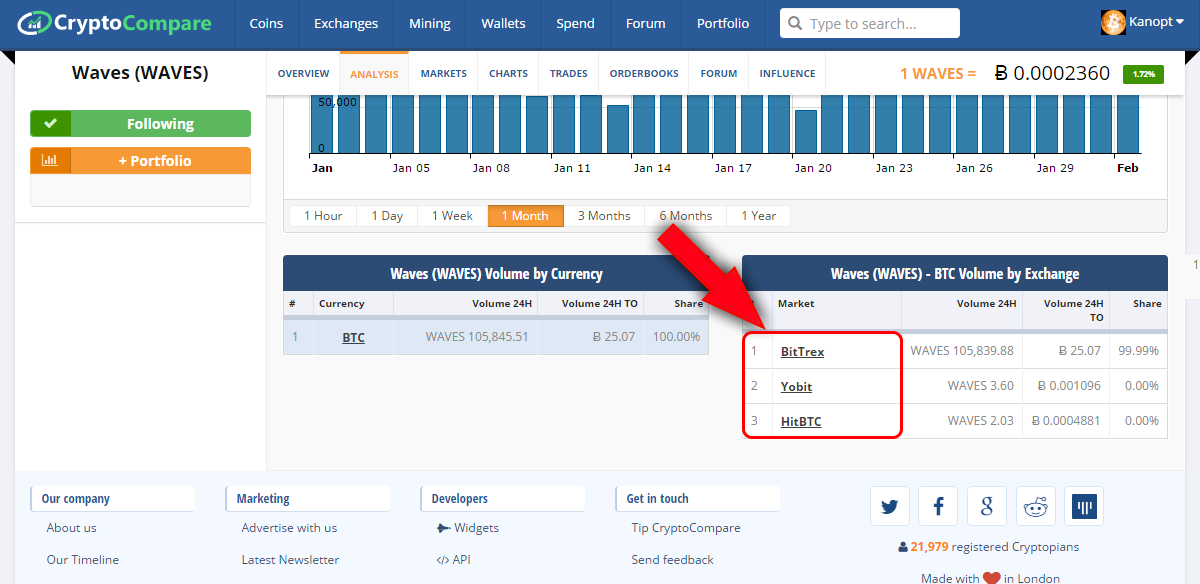 CryptoCompare
Coins Exchanges Mining Wallets Spend Forum Portfolio Type to search... Kanopt
Waves (WAVES)
OVERVIEW ANALYSIS MARKETS CHARTS TRADES ORDERBOOKS FORUM INFLUENCE
1 WAVES = Ƀ 0.0002360 1.72%
Following
+ Portfolio
50,000
0
Jan Jan 05 Jan 08 Jan 11 Jan 14 Jan 17 Jan 20 Jan 23 Jan 26 Jan 29 Feb
1 Hour 1 Day 1 Week 1 Month 3 Months 6 Months 1 Year
Waves (WAVES) Volume by Currency
# Currency Volume 24H Volume 24H TO Share
1 BTC WAVES 105,845.51 Ƀ 25.07 100.00%
Waves (WAVES) - BTC Volume by Exchange
Market Volume 24H Volume 24H Share
TO
1 BitTrex WAVES 105,839.88 Ƀ 25.07 99.99%
2 Yobit WAVES 3.60 Ƀ 0.001096 0.00%
3 HitBTC WAVES 2.03 Ƀ 0.0004881 0.00%
1
Our company
About us
Our Timeline
Marketing
Advertise with us
Latest Newsletter
Developers
Widgets
</> API
Get in touch
Tip CryptoCompare
Send feedback
21,979 registered Cryptopians
Made with ❤ in London